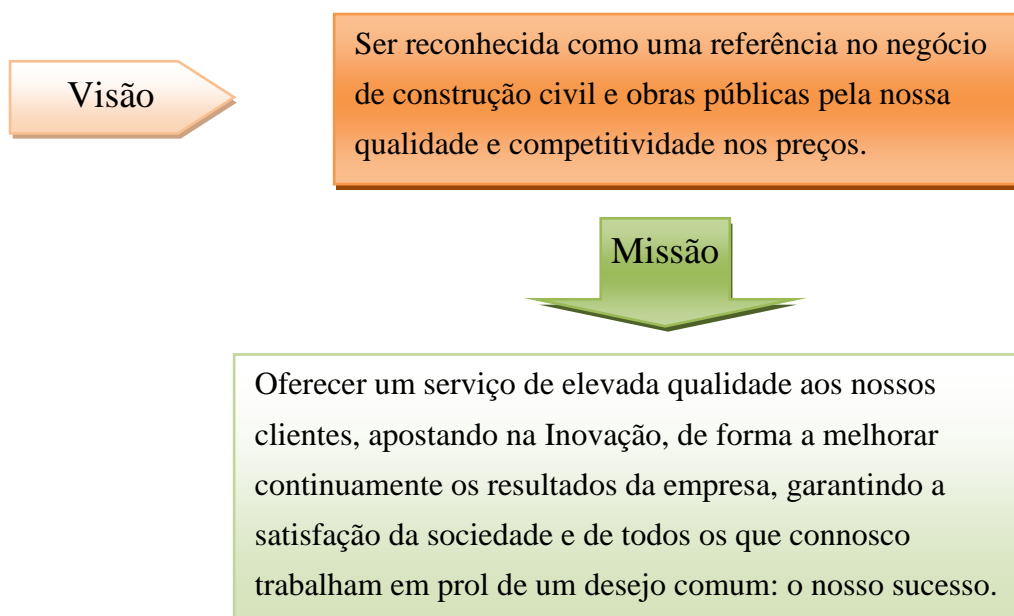 Visão
Ser reconhecida como uma referência no negócio
de construção civil e obras públicas pela nossa
qualidade e competitividade nos preços.
Missão
Oferecer um serviço de elevada qualidade aos nossos
clientes, apostando na Inovação, de forma a melhorar
continuamente os resultados da empresa, garantindo a
satisfação da sociedade e de todos os que connosco
trabalham em prol de um desejo comum: o nosso sucesso.